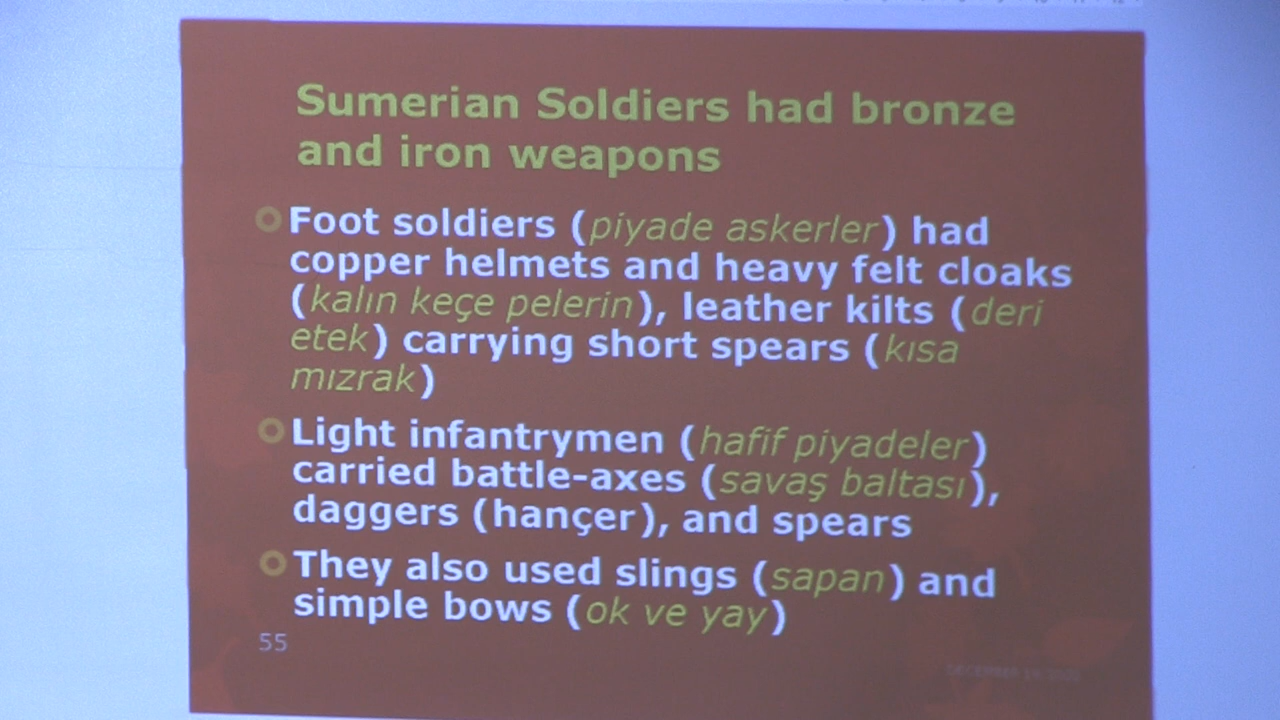 Sumerian Soldiers had bronze
and iron weapons
Foot soldiers (piyade askerler) had
copper helmets and heavy felt cloaks
(kalın keçe pelerin), leather kilts (deri
etek) carrying short spears (kısa
mızrak)
Light infantrymen (hafif piyadeler)
carried battle-axes (savaş baltası),
daggers (hançer), and spears
They also used slings (sapan) and
simple bows (ok ve yay)
55
DECEMBER